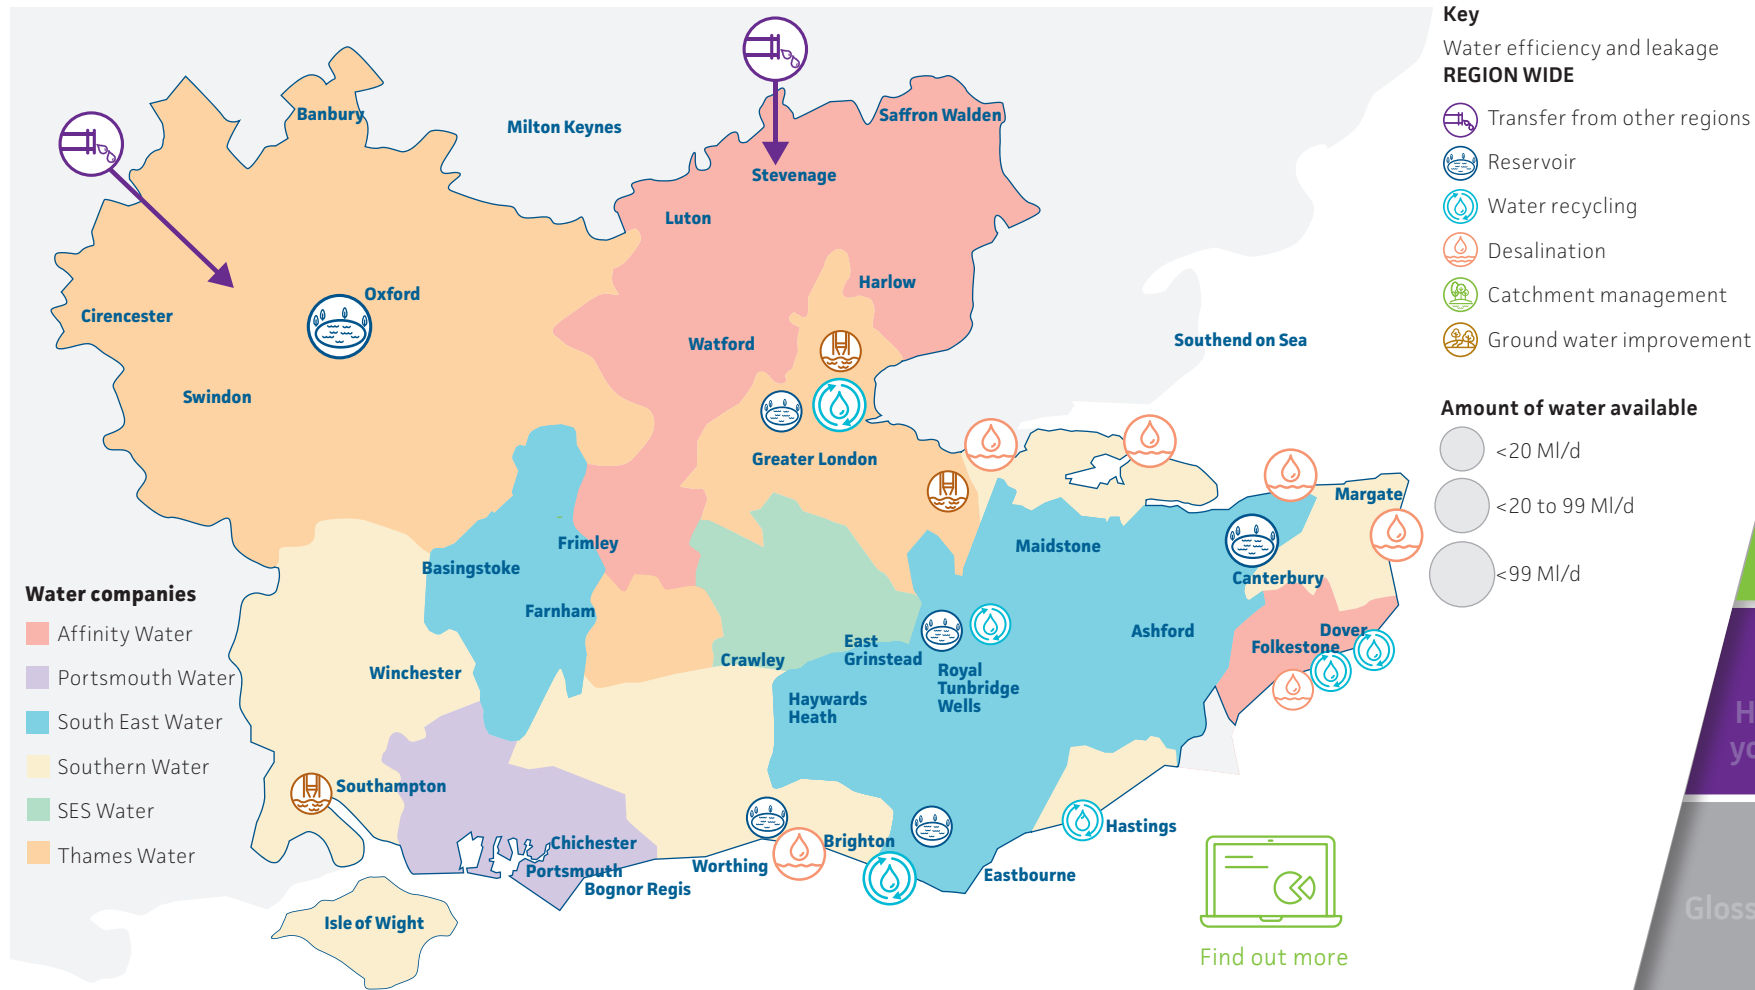 Key
Water efficiency and leakage
REGION WIDE
Transfer from other regions
Reservoir
Water recycling
Desalination
Catchment management
Ground water improvement
Amount of water available
<20 Ml/d
<20 to 99 Ml/d
<99 Ml/d
Banbury
Milton Keynes
Saffron Walden
Stevenage
Luton
Harlow
Oxford
Cirencester
Watford
Southend on Sea
Swindon
Greater London
Margate
Frimley
Maidstone
Basingstoke
Canterbury
Farnham
Ashford
Dover
Folkestone
East
Grinstead
Crawley
Winchester
Royal
Tunbridge
Wells
Haywards
Heath
Southampton
Hastings
Chichester
Brighton
Portsmouth
Worthing
Bognor Regis
Eastbourne
Isle of Wight
Water companies
Affinity Water
Portsmouth Water
South East Water
Southern Water
SES Water
Thames Water
Find out more
H
yo
Gloss